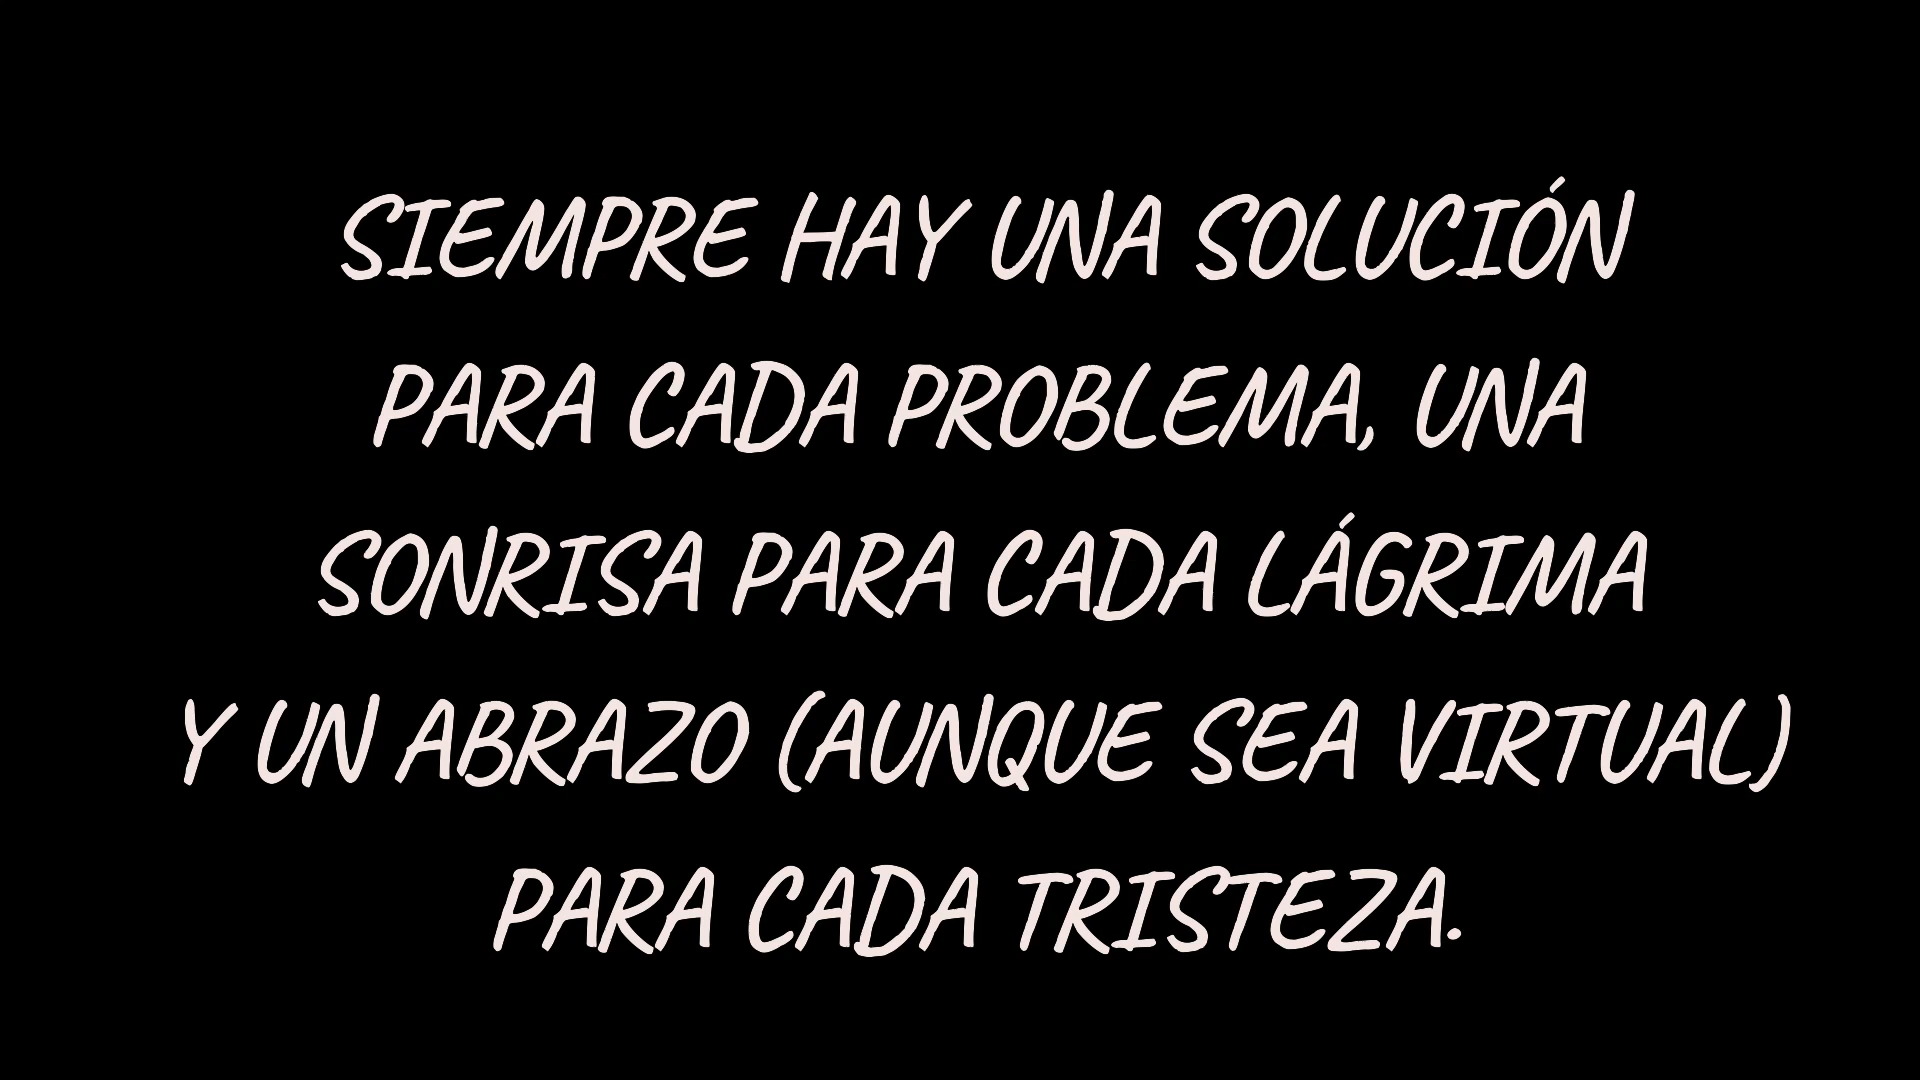 SIEMPRE HAY UNA SOLUCIÓN
PARA CADA PROBLEMA, UNA
SONRISA PARA CADA LÁGRIMA
Y UN ABRAZO (AUNQUE SEA VIRTUAL)
PARA CADA TRISTEZA.